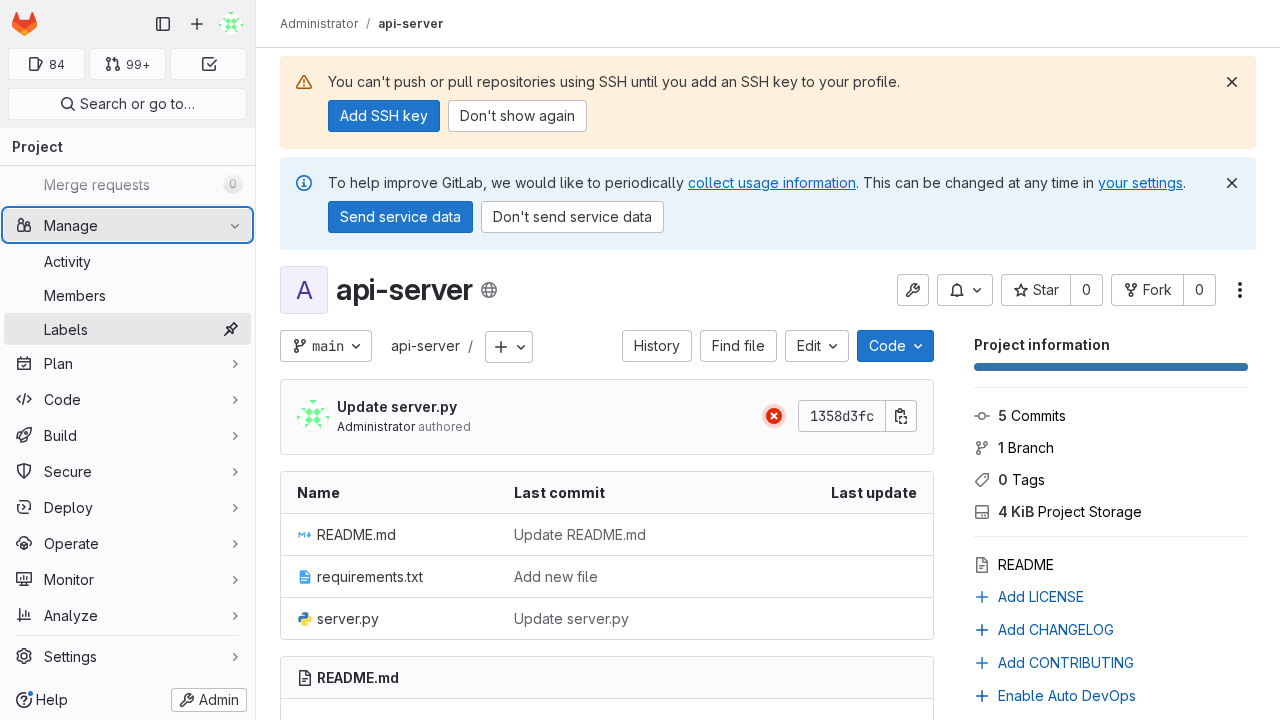 84
99+
Search or go to…
Project
Merge requests
0
Manage
Activity
Members
Labels
Plan
Code
Build
Secure
Deploy
Operate
Monitor
Analyze
Settings
Help
Admin
Administrator / api-server
You can't push or pull repositories using SSH until you add an SSH key to your profile.
Add SSH key
Don't show again
To help improve GitLab, we would like to periodically collect usage information. This can be changed at any time in your settings.
Send service data
Don't send service data
A
api-server
Star
0
Fork
0
main
api-server /
History
Find file
Edit
Code
Update server.py
Administrator authored
1358d3fc
Name
Last commit
Last update
README.md
Update README.md
requirements.txt
Add new file
server.py
Update server.py
README.md
Project information
5 Commits
1 Branch
0 Tags
4 KiB Project Storage
README
Add LICENSE
Add CHANGELOG
Add CONTRIBUTING
Enable Auto DevOps